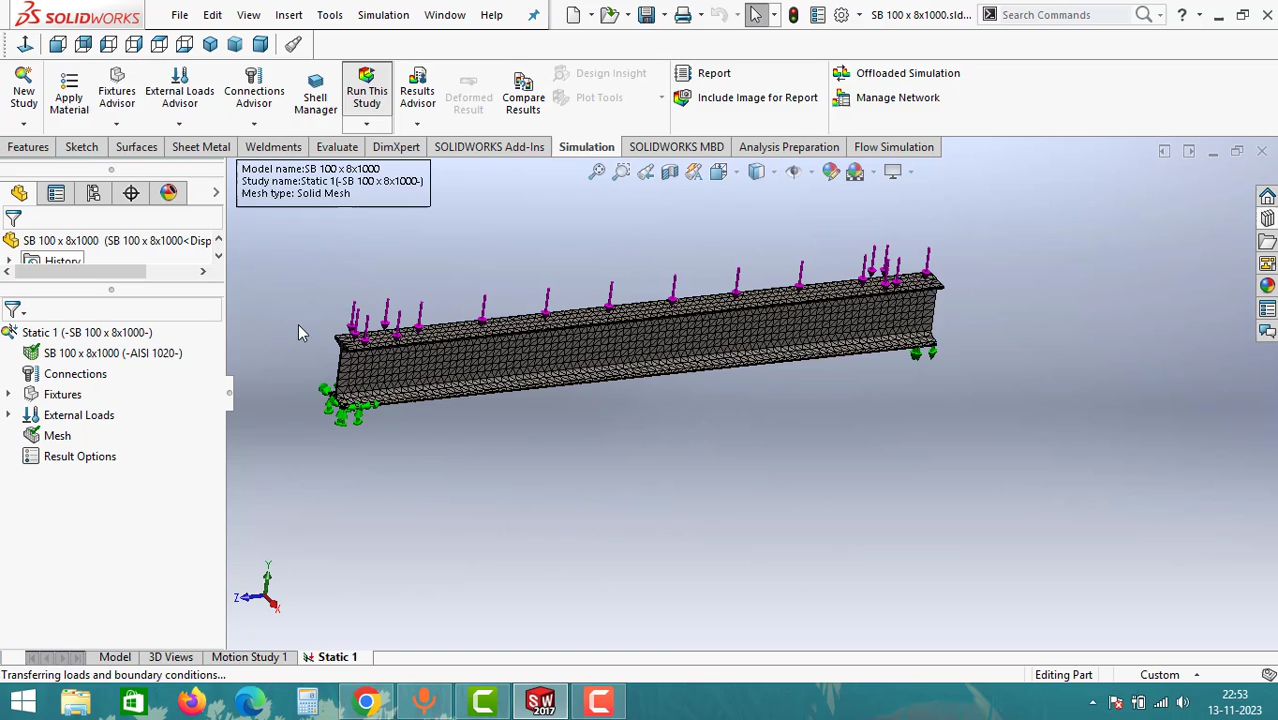 SOLIDWORKS
File Edit View Insert Tools Simulation Window Help
SB 100 x 8x1000.sld...
Search Commands
New Study
Apply Material
Fixtures Advisor
External Loads Advisor
Connections Advisor
Shell Manager
Run This Study
Results Advisor
Deformed Result
Compare Results
Design Insight
Plot Tools
Report
Include Image for Report
Offloaded Simulation
Manage Network
Features Sketch Surfaces Sheet Metal Weldments Evaluate DimXpert SOLIDWORKS Add-Ins Simulation SOLIDWORKS MBD Analysis Preparation Flow Simulation
Model name:SB 100 x 8x1000
Study name:Static 1(-SB 100 x 8x1000-)
Mesh type: Solid Mesh
SB 100 x 8x1000 (SB 100 x 8x1000<Disp
History
Static 1 (-SB 100 x 8x1000-)
SB 100 x 8x1000 (-AISI 1020-)
Connections
Fixtures
External Loads
Mesh
Result Options
Y
Z
X
Model 3D Views Motion Study 1 Static 1
Transferring loads and boundary conditions...
Editing Part
Custom
SW
2017
22:53
13-11-2023